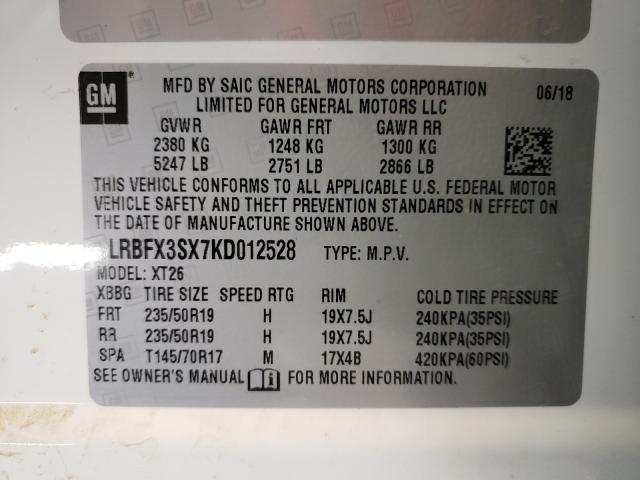 GM
MFD BY SAIC GENERAL MOTORS CORPORATION 06/18
LIMITED FOR GENERAL MOTORS LLC
GVWR GAWR FRT GAWR RR
2380 KG 1248 KG 1300 KG
5247 LB 2751 LB 2866 LB
THIS VEHICLE CONFORMS TO ALL APPLICABLE U.S. FEDERAL MOTOR
VEHICLE SAFETY AND THEFT PREVENTION STANDARDS IN EFFECT ON
THE DATE OF MANUFACTURE SHOWN ABOVE.
LRBFX3SX7KD012528 TYPE: M.P.V.
MODEL: XT26
XBBG TIRE SIZE SPEED RTG RIM COLD TIRE PRESSURE
FRT 235/50R19 H 19X7.5J 240KPA(35PSI)
RR 235/50R19 H 19X7.5J 240KPA(35PSI)
SPA T145/70R17 M 17X4B 420KPA(60PSI)
SEE OWNER'S MANUAL FOR MORE INFORMATION.